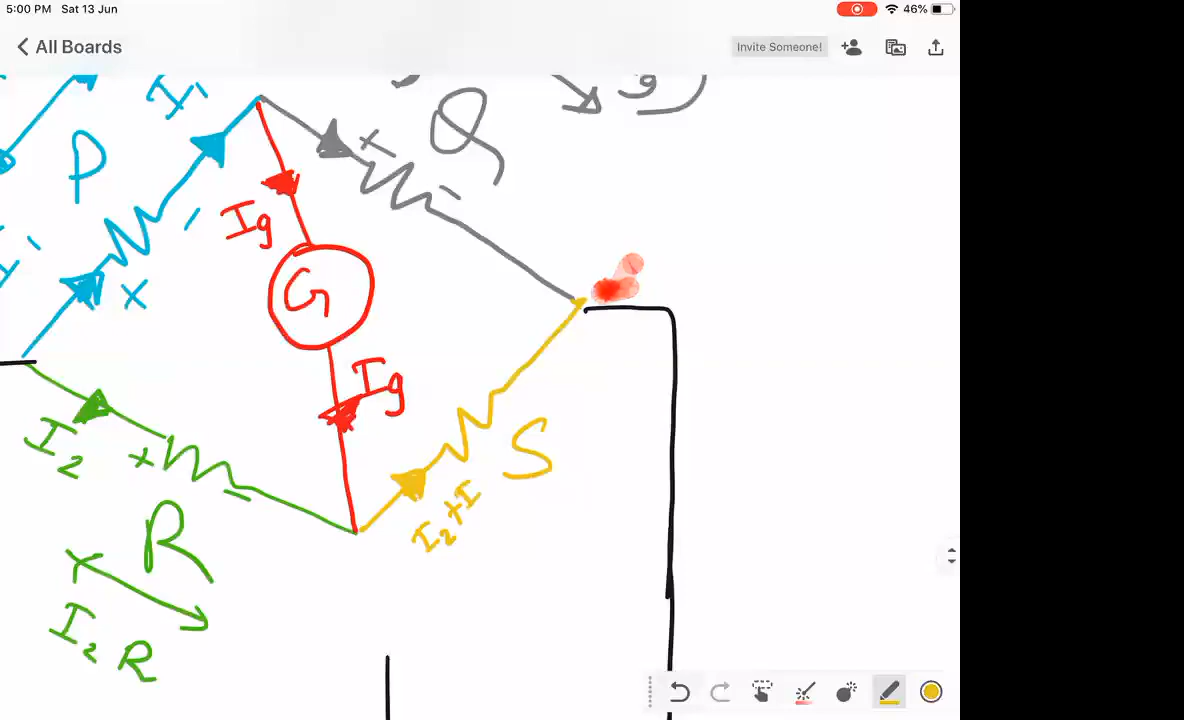 5:00 PM Sat 13 Jun
46%
All Boards
Invite Someone!
I1
P
Q
g
Ig
G
Ig
I2
R
S
I2+I
I2R